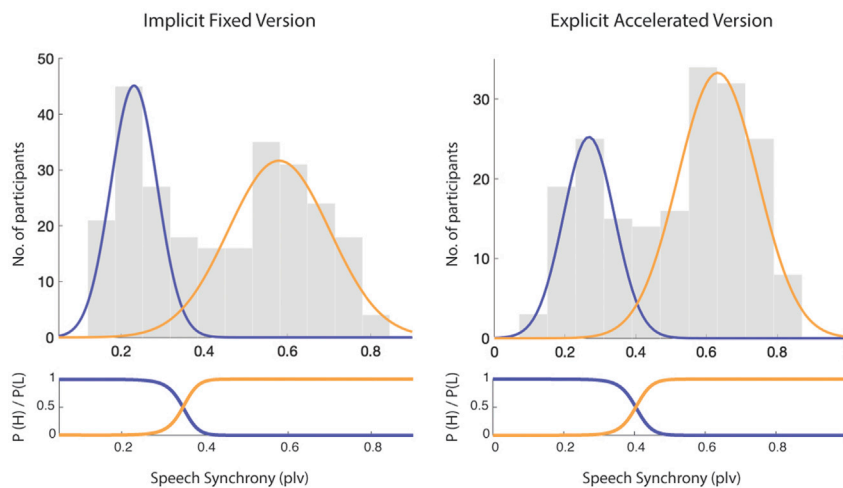 Implicit Fixed Version
No. of participants
50
40
30
20
10
0
0.2 0.4 0.6 0.8
P (H) / P(L)
1
0.5
0
0.2 0.4 0.6 0.8
Speech Synchrony (plv)
Explicit Accelerated Version
No. of participants
30
20
10
0
0 0.2 0.4 0.6 0.8
P (H) / P(L)
1
0.5
0
0 0.2 0.4 0.6 0.8
Speech Synchrony (plv)